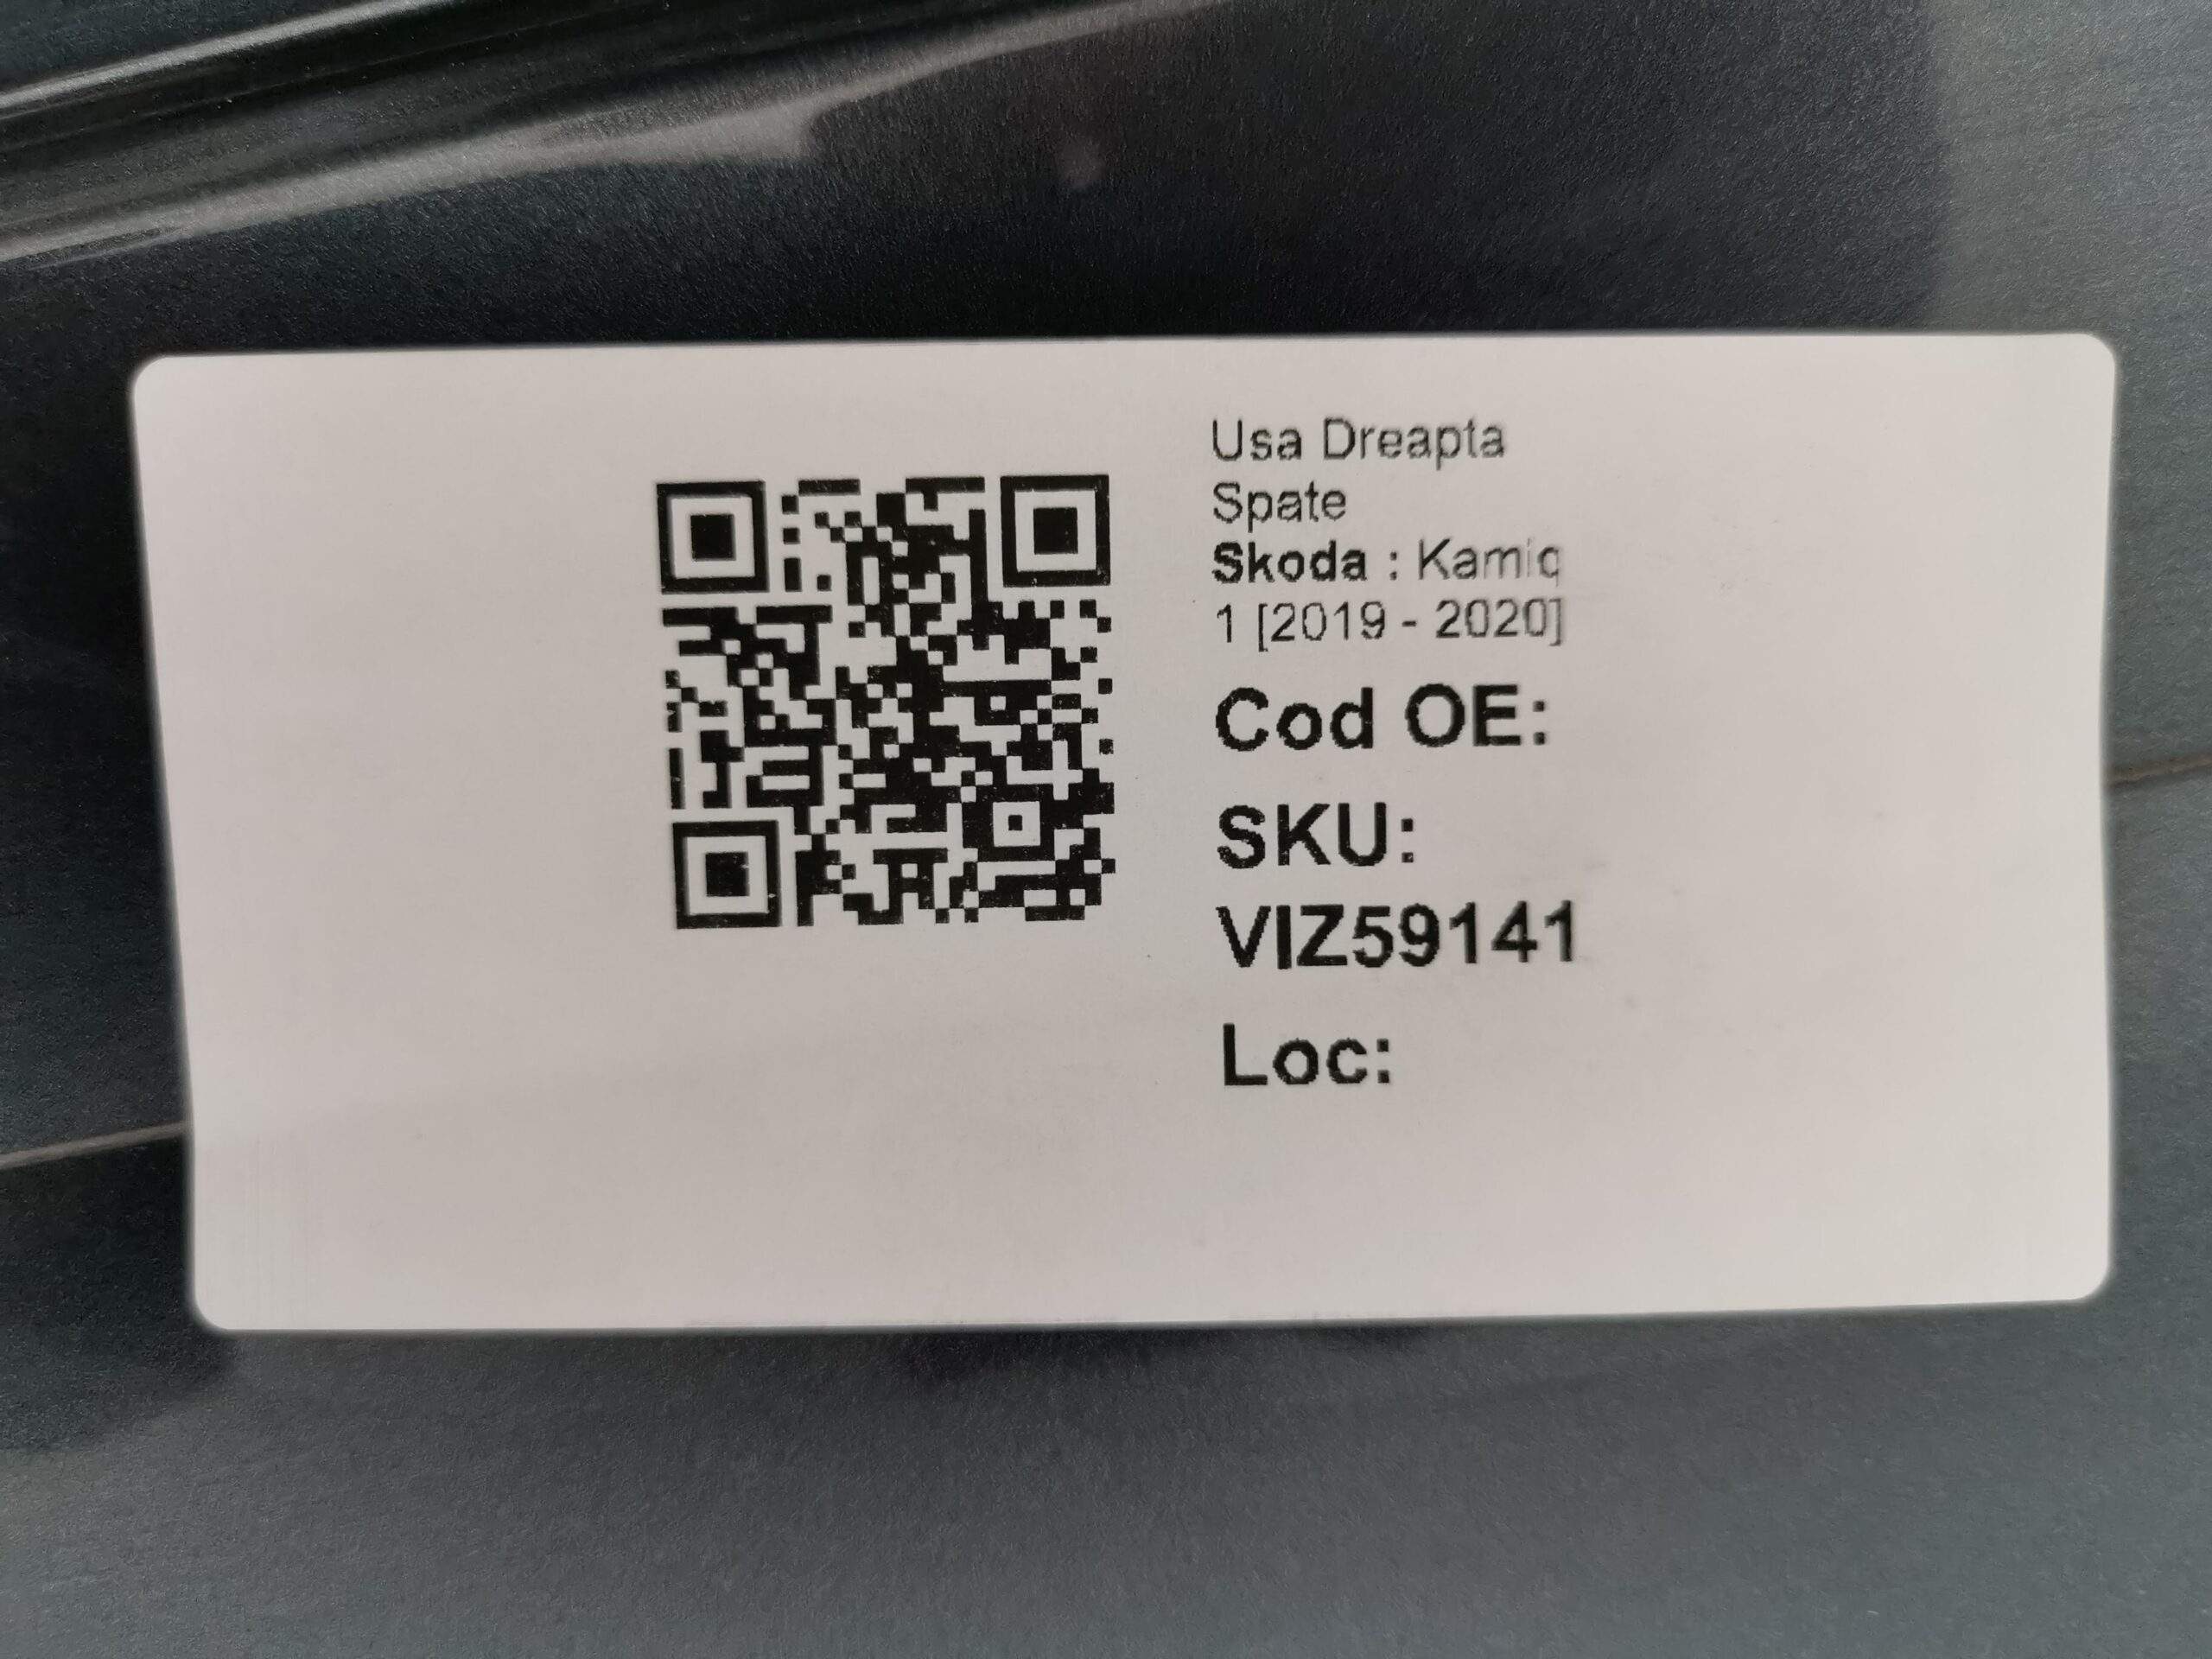 Usa Dreapta
Spate
Skoda : Kamiq
1 [2019 - 2020]
Cod OE:
SKU:
VIZ59141
Loc: